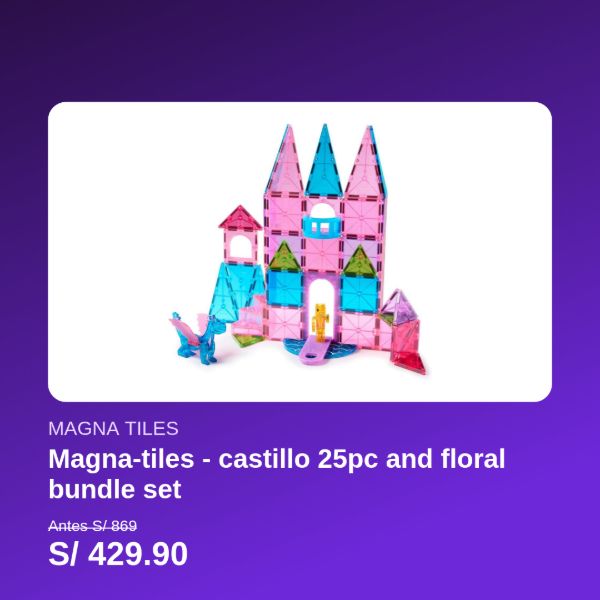 MAGNA TILES
Magna-tiles - castillo 25pc and floral
bundle set
Antes S/ 869
S/ 429.90